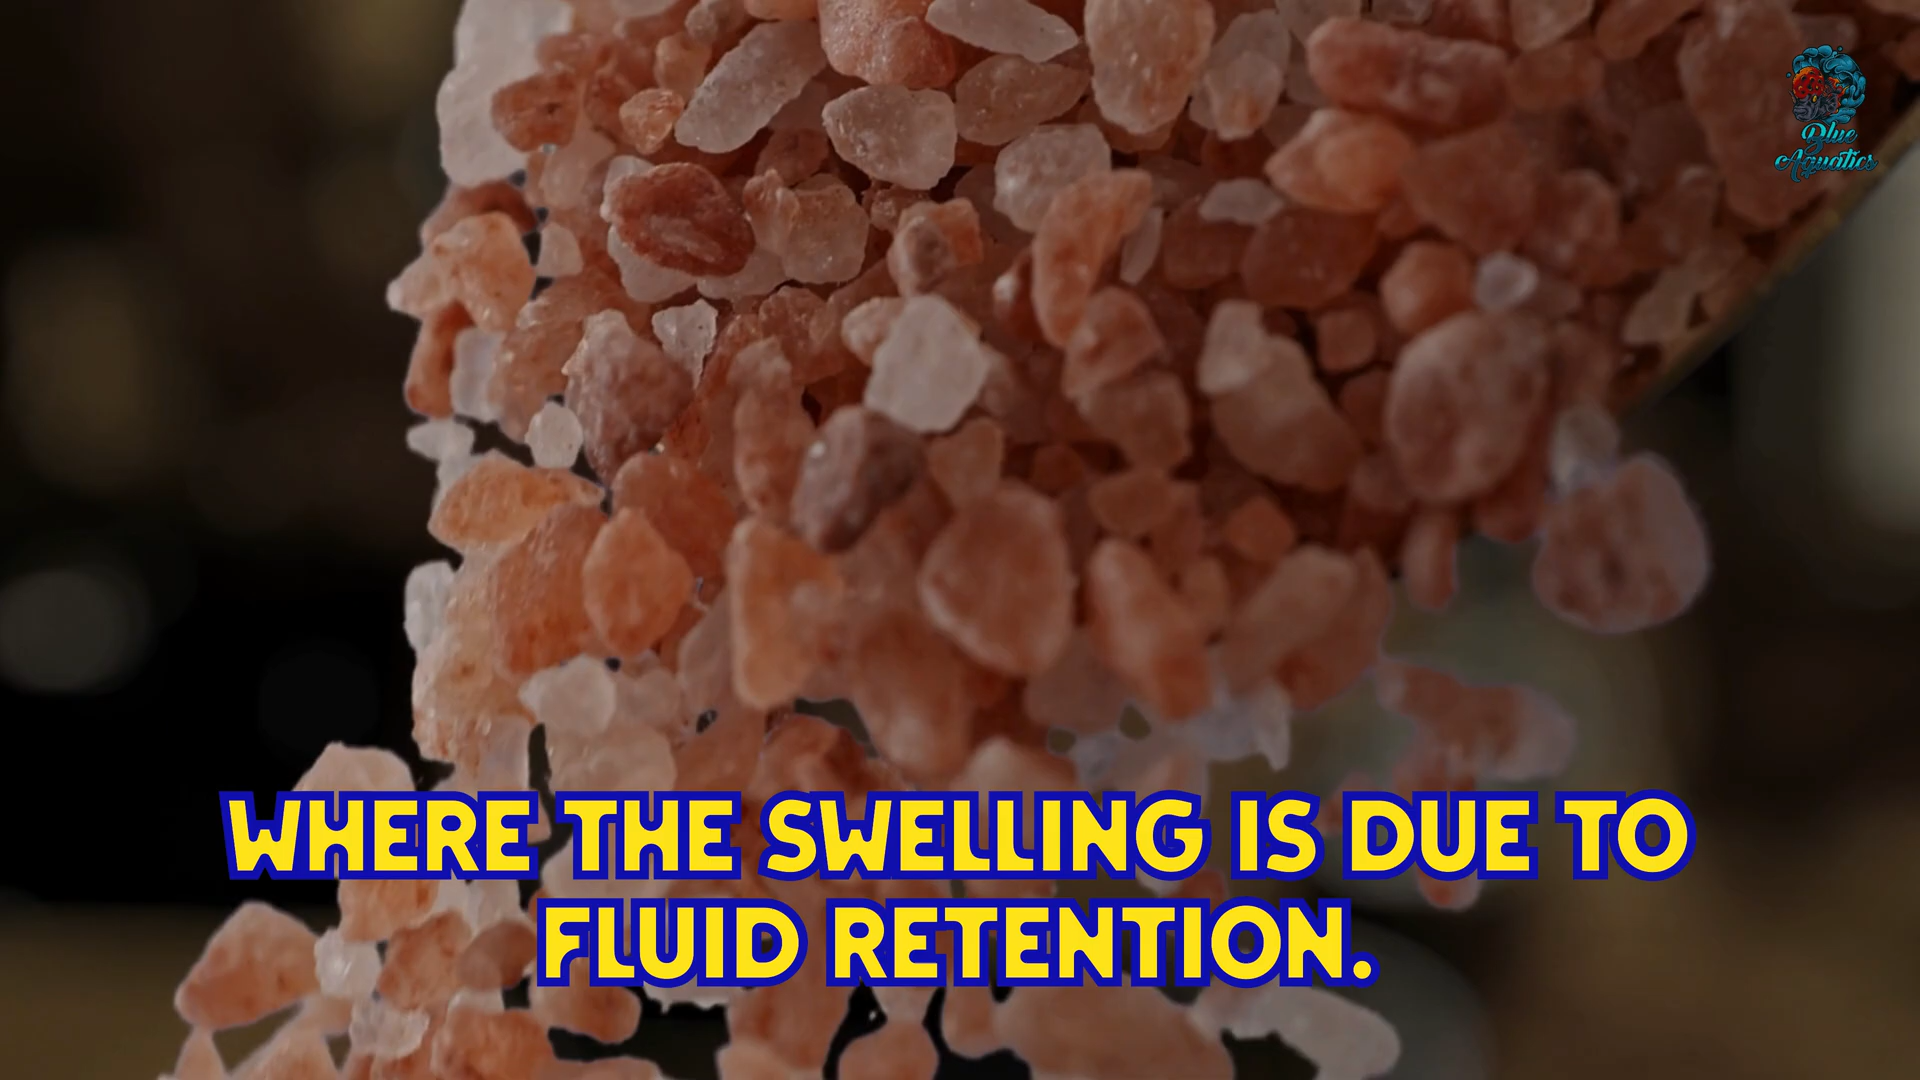 Blue
Aquatics
WHERE THE SWELLING IS DUE TO
FLUID RETENTION.